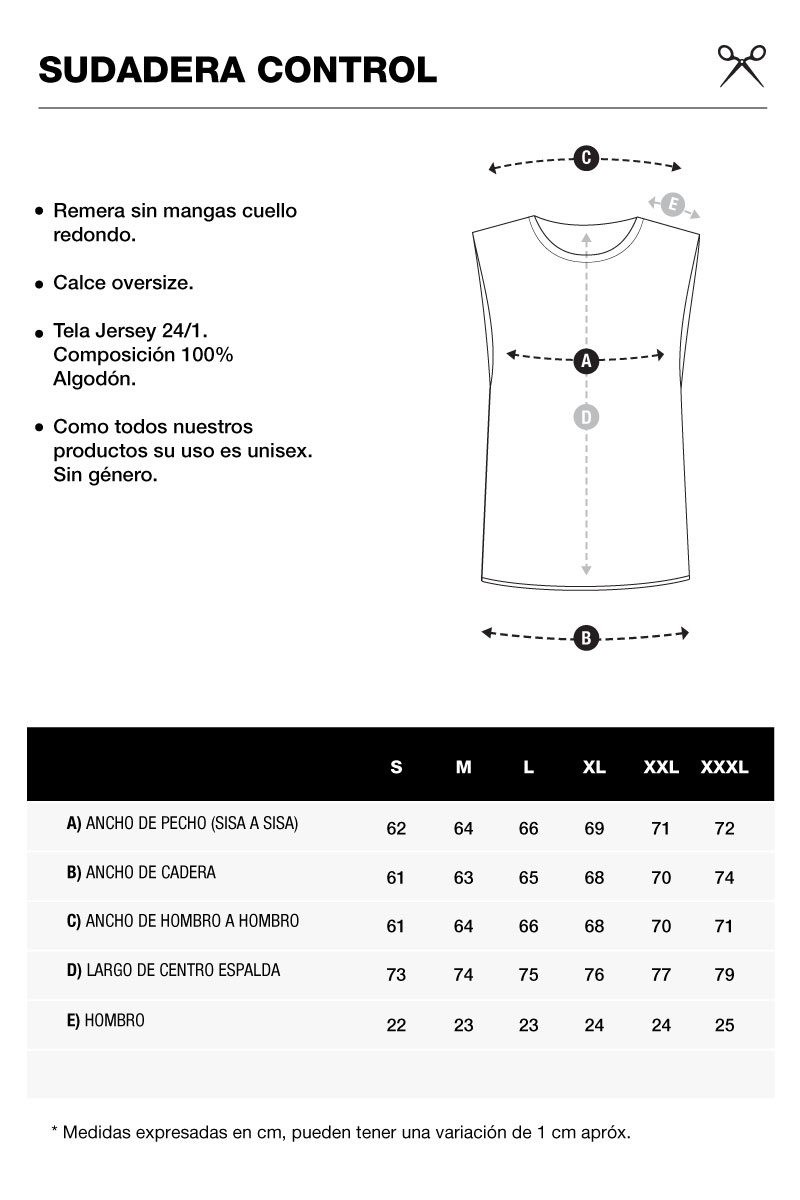 SUDADERA CONTROL
• Remera sin mangas cuello
redondo.
• Calce oversize.
• Tela Jersey 24/1.
Composición 100%
Algodón.
• Como todos nuestros
productos su uso es unisex.
Sin género.
C
E
A
D
B
S M L XL XXL XXXL
A) ANCHO DE PECHO (SISA A SISA) 62 64 66 69 71 72
B) ANCHO DE CADERA 61 63 65 68 70 74
C) ANCHO DE HOMBRO A HOMBRO 61 64 66 68 70 71
D) LARGO DE CENTRO ESPALDA 73 74 75 76 77 79
E) HOMBRO 22 23 23 24 24 25
* Medidas expresadas en cm, pueden tener una variación de 1 cm apróx.